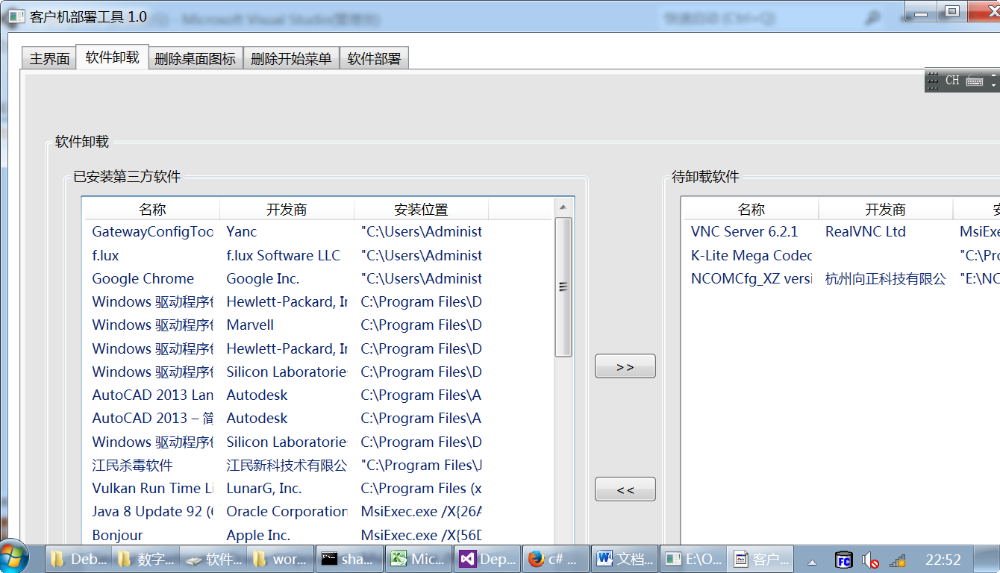 客户机部署工具 1.0
Microsoft Visual Studio(管理员)
快速启动 (Ctrl+Q)
主界面 软件卸载 删除桌面图标 删除开始菜单 软件部署
CH
软件卸载
已安装第三方软件
名称 开发商 安装位置
GatewayConfigToo Yanc "C:\Users\Administ
f.lux f.lux Software LLC "C:\Users\Administ
Google Chrome Google Inc. "C:\Users\Administ
Windows 驱动程序 Hewlett-Packard, C:\Program Files\D
Windows 驱动程序 Marvell C:\Program Files\D
Windows 驱动程序 Hewlett-Packard, C:\Program Files\D
Windows 驱动程序 Silicon Laboratorie C:\Program Files\D
AutoCAD 2013 Lan Autodesk C:\Program Files\A
AutoCAD 2013 – 简 Autodesk C:\Program Files\A
Windows 驱动程序 Silicon Laboratorie C:\Program Files\D
江民杀毒软件 江民新科技术有限公 "C:\Program Files\J
Vulkan Run Time Li LunarG, Inc. C:\Program Files (x
Java 8 Update 92 (6 Oracle Corporation MsiExec.exe /X{26A
Bonjour Apple Inc. MsiExec.exe /X{56D
>>
<<
待卸载软件
名称 开发商 安
VNC Server 6.2.1 RealVNC Ltd MsiExe
K-Lite Mega Codec "C:\Pro
NCOMCfg_XZ versi 杭州向正科技有限公 "E:\NC
Deb... 数字... 软件... wor... sha... Mic... Dep... c# ... 文档... E:\O... 客户... FC 22:52